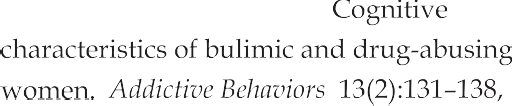 Cognitive
characteristics of bulimic and drug-abusing
women. Addictive Behaviors 13(2):131–138,